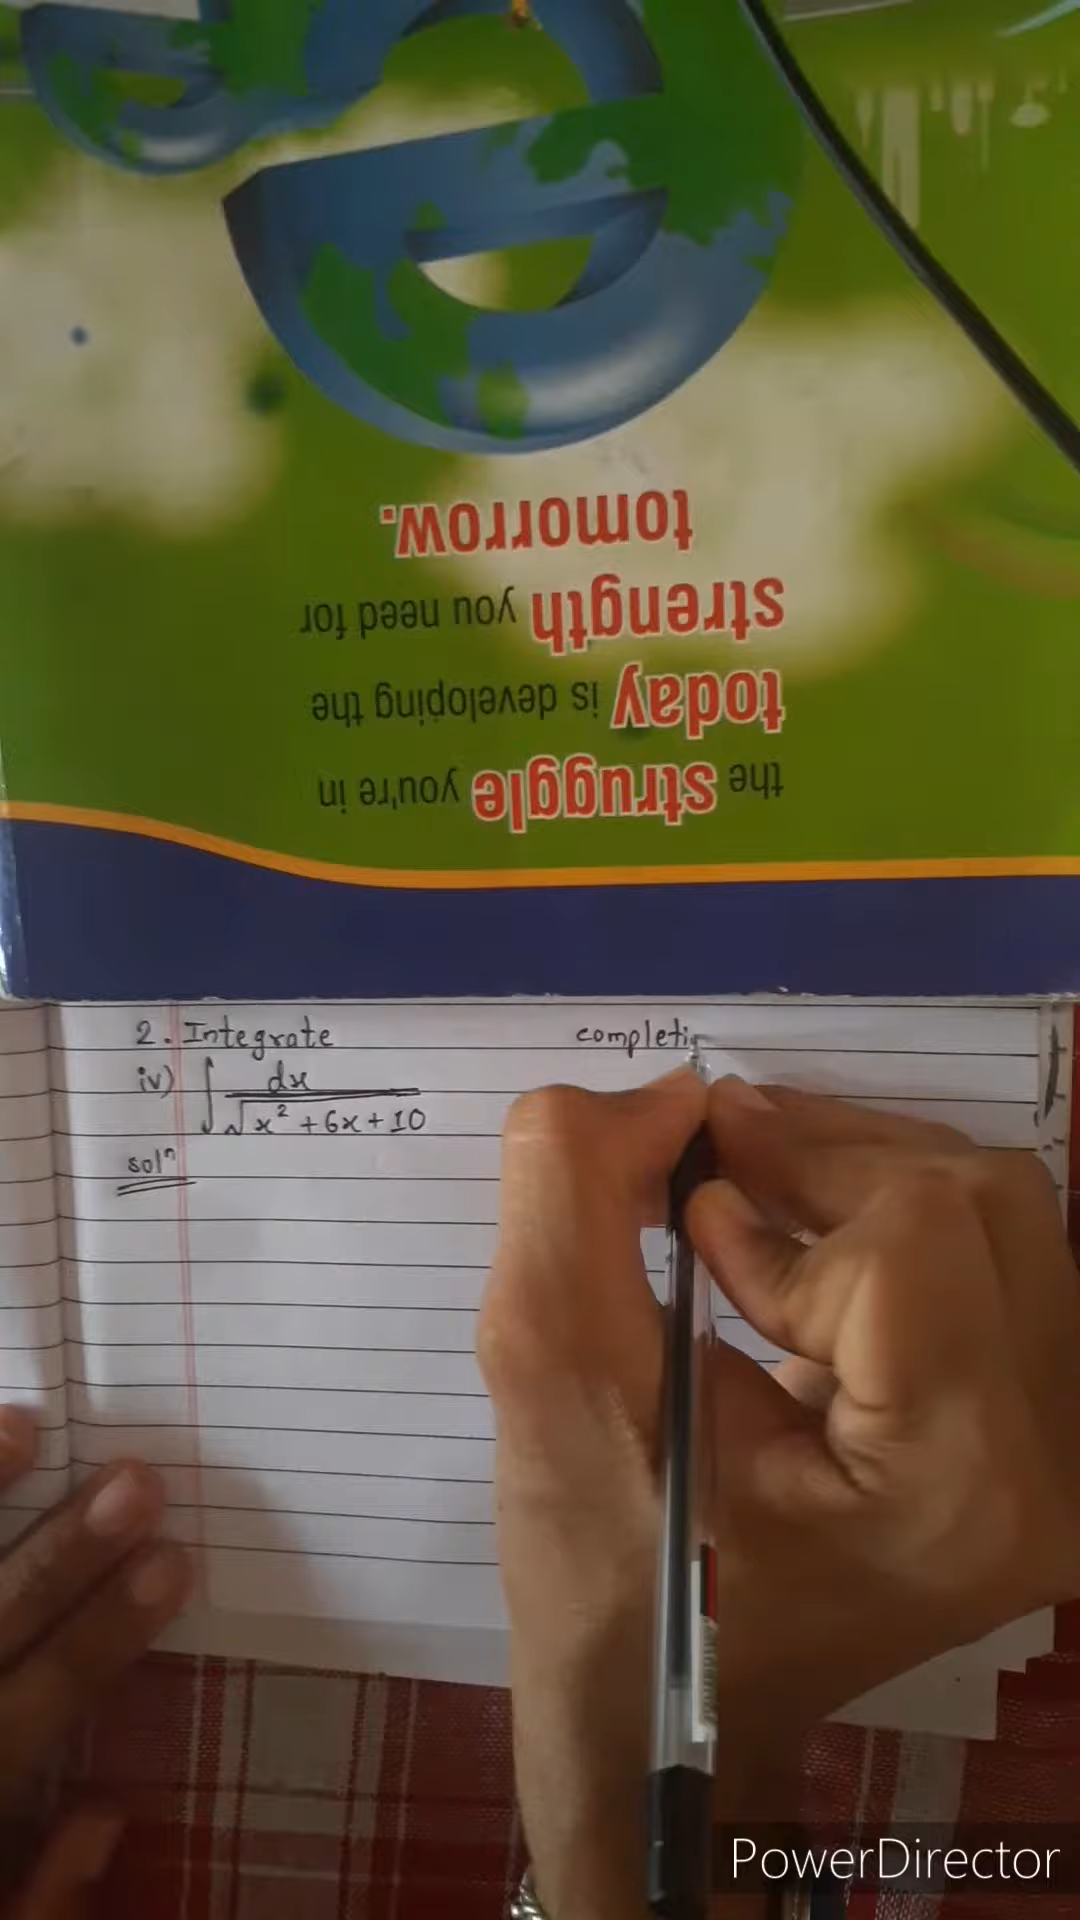 the struggle you're in
today is developing the
strength you need for
tomorrow.
2. Integrate
iv) ∫ dx / √x² + 6x + 10
solⁿ
completi
PowerDirector